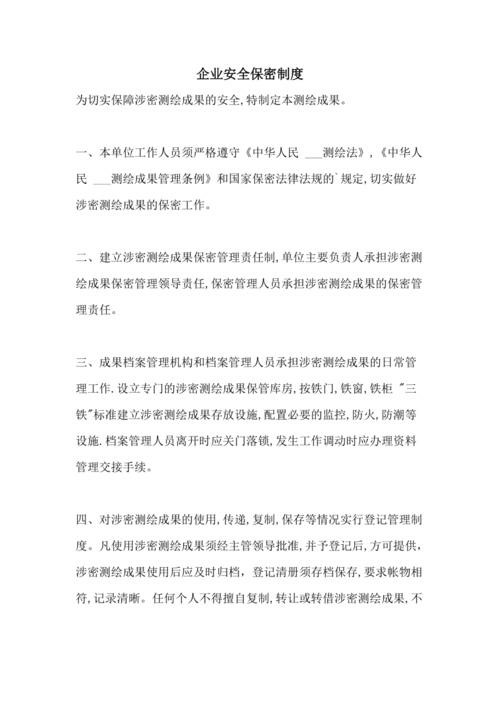 企业安全保密制度
为切实保障涉密测绘成果的安全,特制定本测绘成果。
一、本单位工作人员须严格遵守《中华人民 ___测绘法》,《中华人
民 ___测绘成果管理条例》和国家保密法律法规的`规定,切实做好
涉密测绘成果的保密工作。
二、建立涉密测绘成果保密管理责任制,单位主要负责人承担涉密测
绘成果保密管理领导责任,保密管理人员承担涉密测绘成果的保密管
理责任。
三、成果档案管理机构和档案管理人员承担涉密测绘成果的日常管
理工作.设立专门的涉密测绘成果保管库房,按铁门,铁窗,铁柜 "三
铁"标准建立涉密测绘成果存放设施,配置必要的监控,防火,防潮等
设施.档案管理人员离开时应关门落锁,发生工作调动时应办理资料
管理交接手续。
四、对涉密测绘成果的使用,传递,复制,保存等情况实行登记管理制
度。凡使用涉密测绘成果须经主管领导批准,并予登记后,方可提供,
涉密测绘成果使用后应及时归档，登记清册须存档保存,要求帐物相
符,记录清晰。任何个人不得擅自复制,转让或转借涉密测绘成果,不